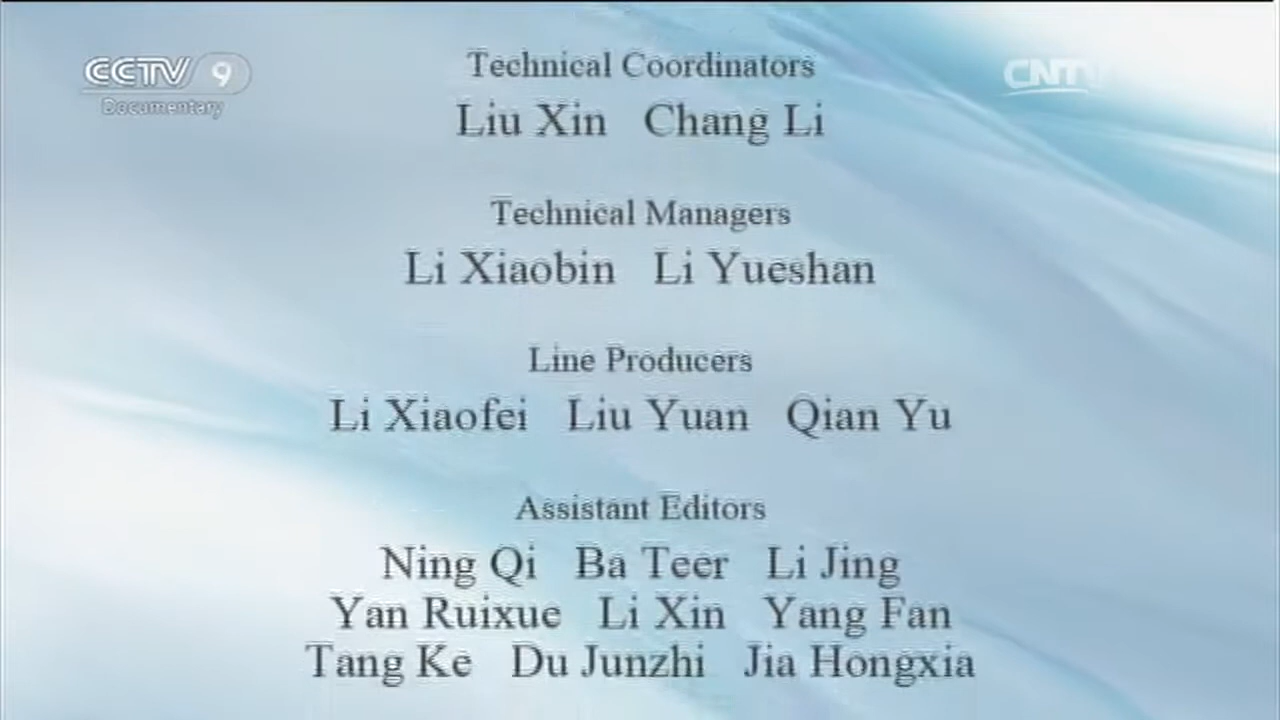 CCTV 9
Documentary
CNTV
Technical Coordinators
Liu Xin Chang Li
Technical Managers
Li Xiaobin Li Yueshan
Line Producers
Li Xiaofei Liu Yuan Qian Yu
Assistant Editors
Ning Qi Ba Teer Li Jing
Yan Ruixue Li Xin Yang Fan
Tang Ke Du Junzhi Jia Hongxia